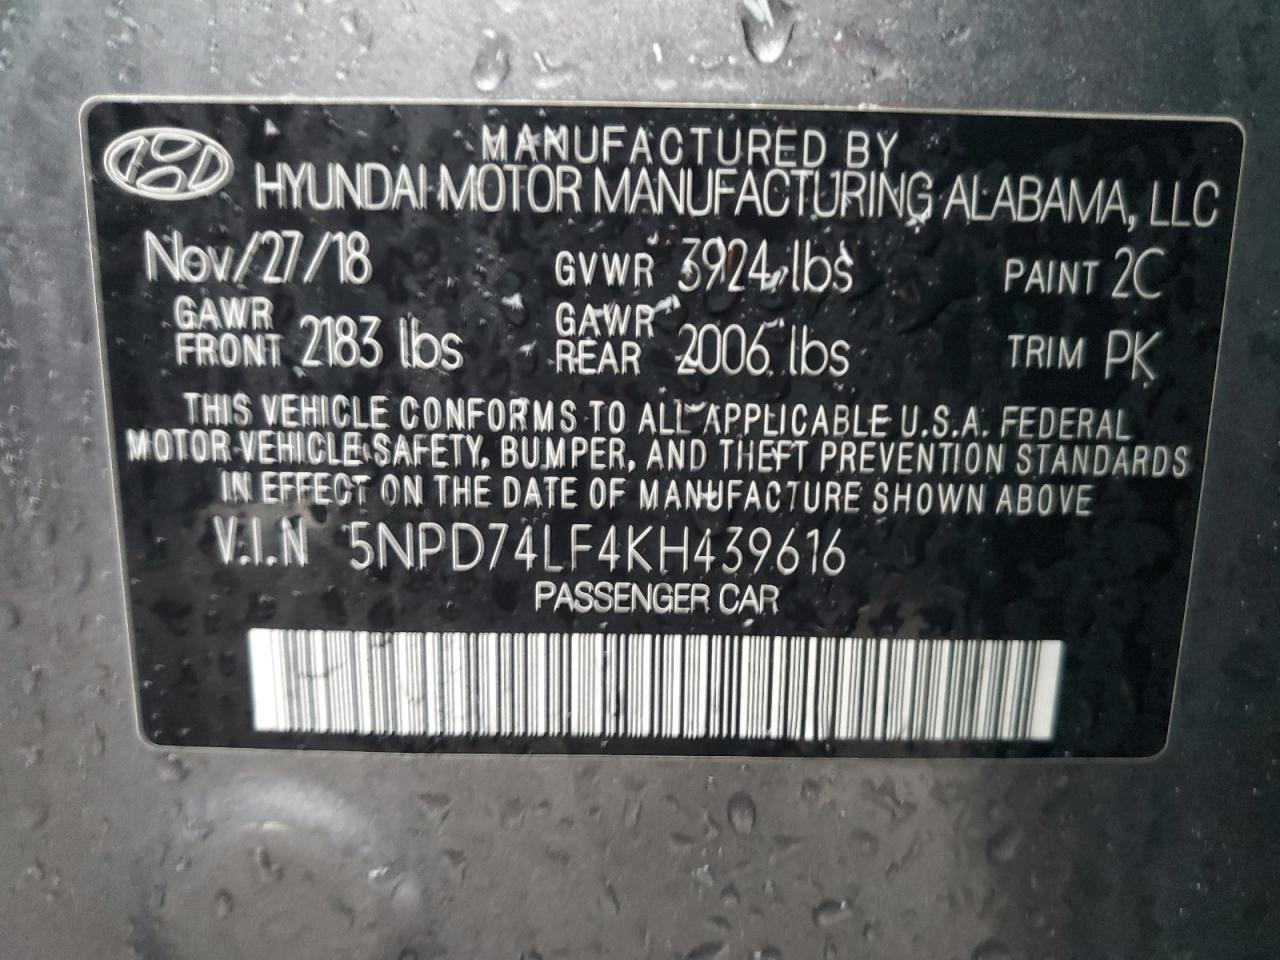 MANUFACTURED BY
HYUNDAI MOTOR MANUFACTURING ALABAMA, LLC
Nov/27/18 GVWR 3924 lbs PAINT 2C
GAWR FRONT 2183 lbs GAWR REAR 2006 lbs TRIM PK
THIS VEHICLE CONFORMS TO ALL APPLICABLE U.S.A. FEDERAL
MOTOR VEHICLE SAFETY, BUMPER, AND THEFT PREVENTION STANDARDS
IN EFFECT ON THE DATE OF MANUFACTURE SHOWN ABOVE
V.I.N 5NPD74LF4KH439616
PASSENGER CAR